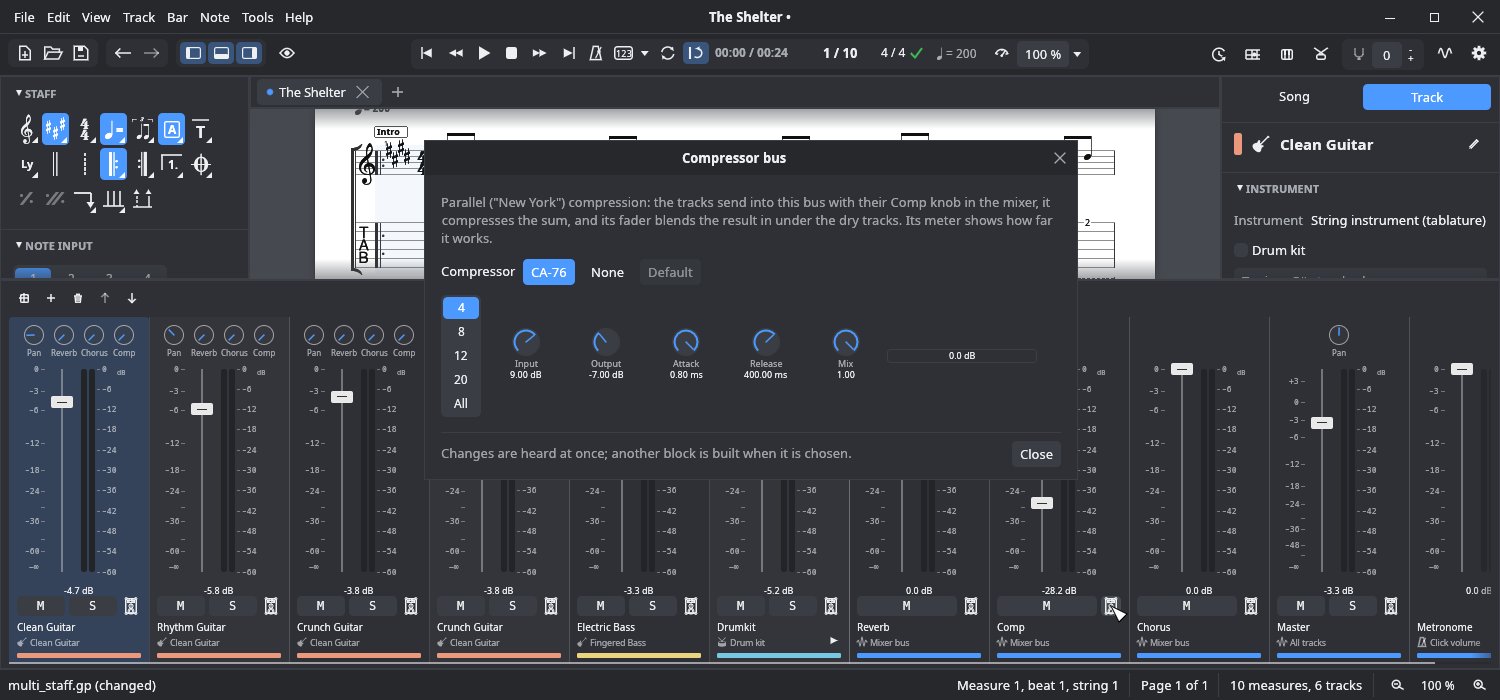 File Edit View Track Bar Note Tools Help
The Shelter •
123
00:00 / 00:24
1 / 10
4 / 4
= 200
100 %
0
STAFF
The Shelter
Song
Track
Clean Guitar
INSTRUMENT
Instrument String instrument (tablature)
Drum kit
NOTE INPUT
Intro
T
A
B
2
Compressor bus
Parallel ("New York") compression: the tracks send into this bus with their Comp knob in the mixer, it
compresses the sum, and its fader blends the result in under the dry tracks. Its meter shows how far
it works.
Compressor CA-76 None Default
4
8
12
20
All
Input
9.00 dB
Output
-7.00 dB
Attack
0.80 ms
Release
400.00 ms
Mix
1.00
0.0 dB
Changes are heard at once; another block is built when it is chosen.
Close
Pan Reverb Chorus Comp
Pan Reverb Chorus Comp
Pan Reverb Chorus Comp
Pan
-4.7 dB
M S
Clean Guitar
Clean Guitar
-5.8 dB
M S
Rhythm Guitar
Clean Guitar
-3.8 dB
M S
Crunch Guitar
Clean Guitar
-3.8 dB
M S
Crunch Guitar
Clean Guitar
-3.3 dB
M S
Electric Bass
Fingered Bass
-5.2 dB
M S
Drumkit
Drum kit
0.0 dB
M
Reverb
Mixer bus
-28.2 dB
M
Comp
Mixer bus
0.0 dB
M
Chorus
Mixer bus
-3.3 dB
M S
Master
All tracks
0.0 d
Metronome
Click volume
multi_staff.gp (changed)
Measure 1, beat 1, string 1
Page 1 of 1
10 measures, 6 tracks
100 %